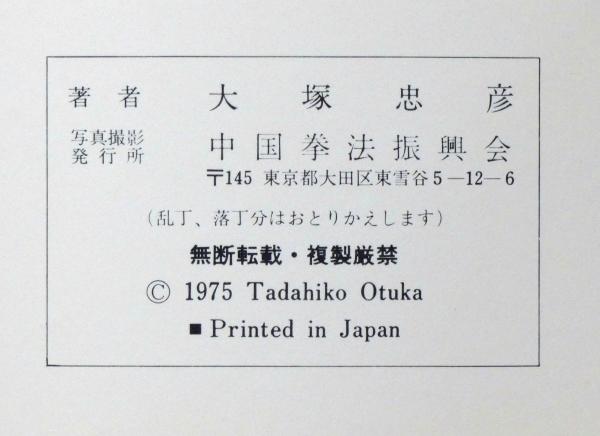 著者 大塚忠彦
写真撮影
発行所 中国拳法振興会
〒145 東京都大田区東雪谷5―12―6
(乱丁、落丁分はおとりかえします)
無断転載・複製厳禁
© 1975 Tadahiko Otuka
■ Printed in Japan